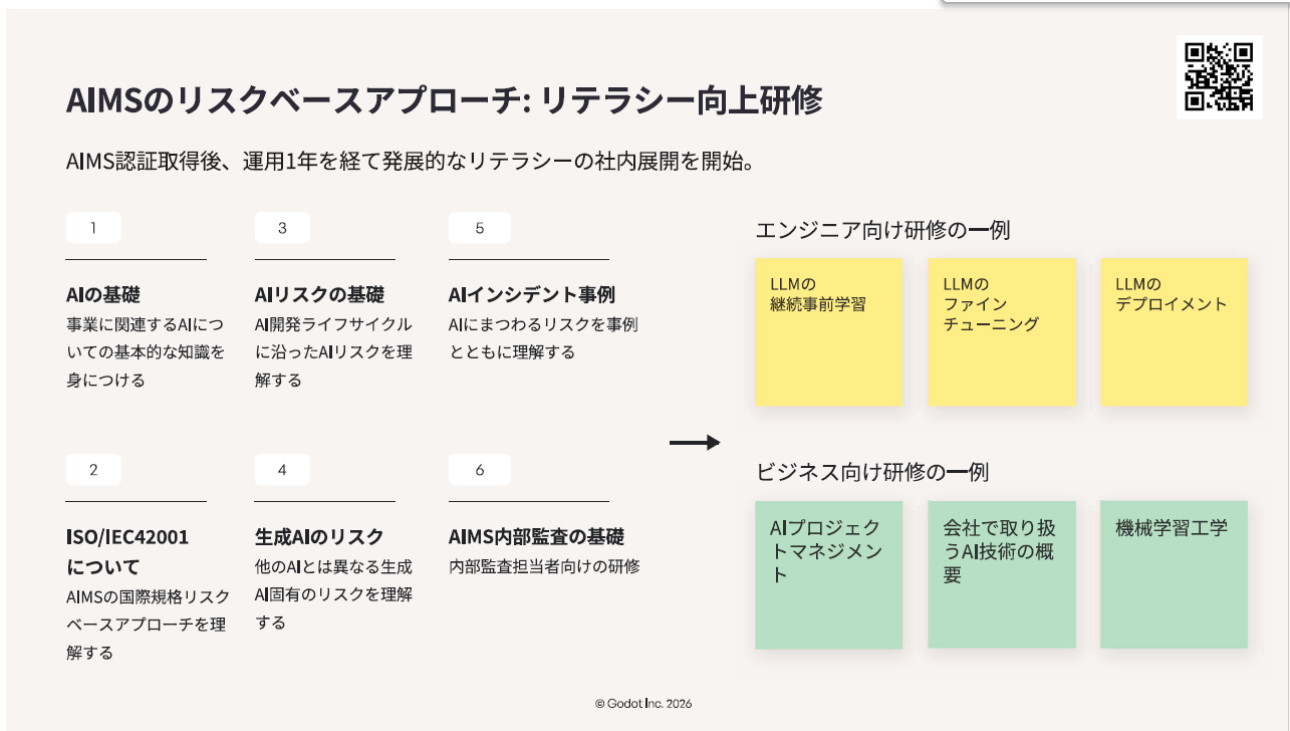 AIMSのリスクベースアプローチ: リテラシー向上研修
AIMS認証取得後、運用1年を経て発展的なリテラシーの社内展開を開始。
1
AIの基礎
事業に関連するAIにつ
いての基本的な知識を
身につける
2
ISO/IEC42001
について
AIMSの国際規格リスク
ベースアプローチを理
解する
3
AIリスクの基礎
AI開発ライフサイクル
に沿ったAIリスクを理
解する
4
生成AIのリスク
他のAIとは異なる生成
AI固有のリスクを理解
する
5
AIインシデント事例
AIにまつわるリスクを事例
とともに理解する
6
AIMS内部監査の基礎
内部監査担当者向けの研修
エンジニア向け研修の一例
LLMの
継続事前学習
LLMの
ファイン
チューニング
LLMの
デプロイメント
ビジネス向け研修の一例
AIプロジェク
トマネジメン
ト
会社で取り扱
うAI技術の概
要
機械学習工学
© Godot Inc. 2026